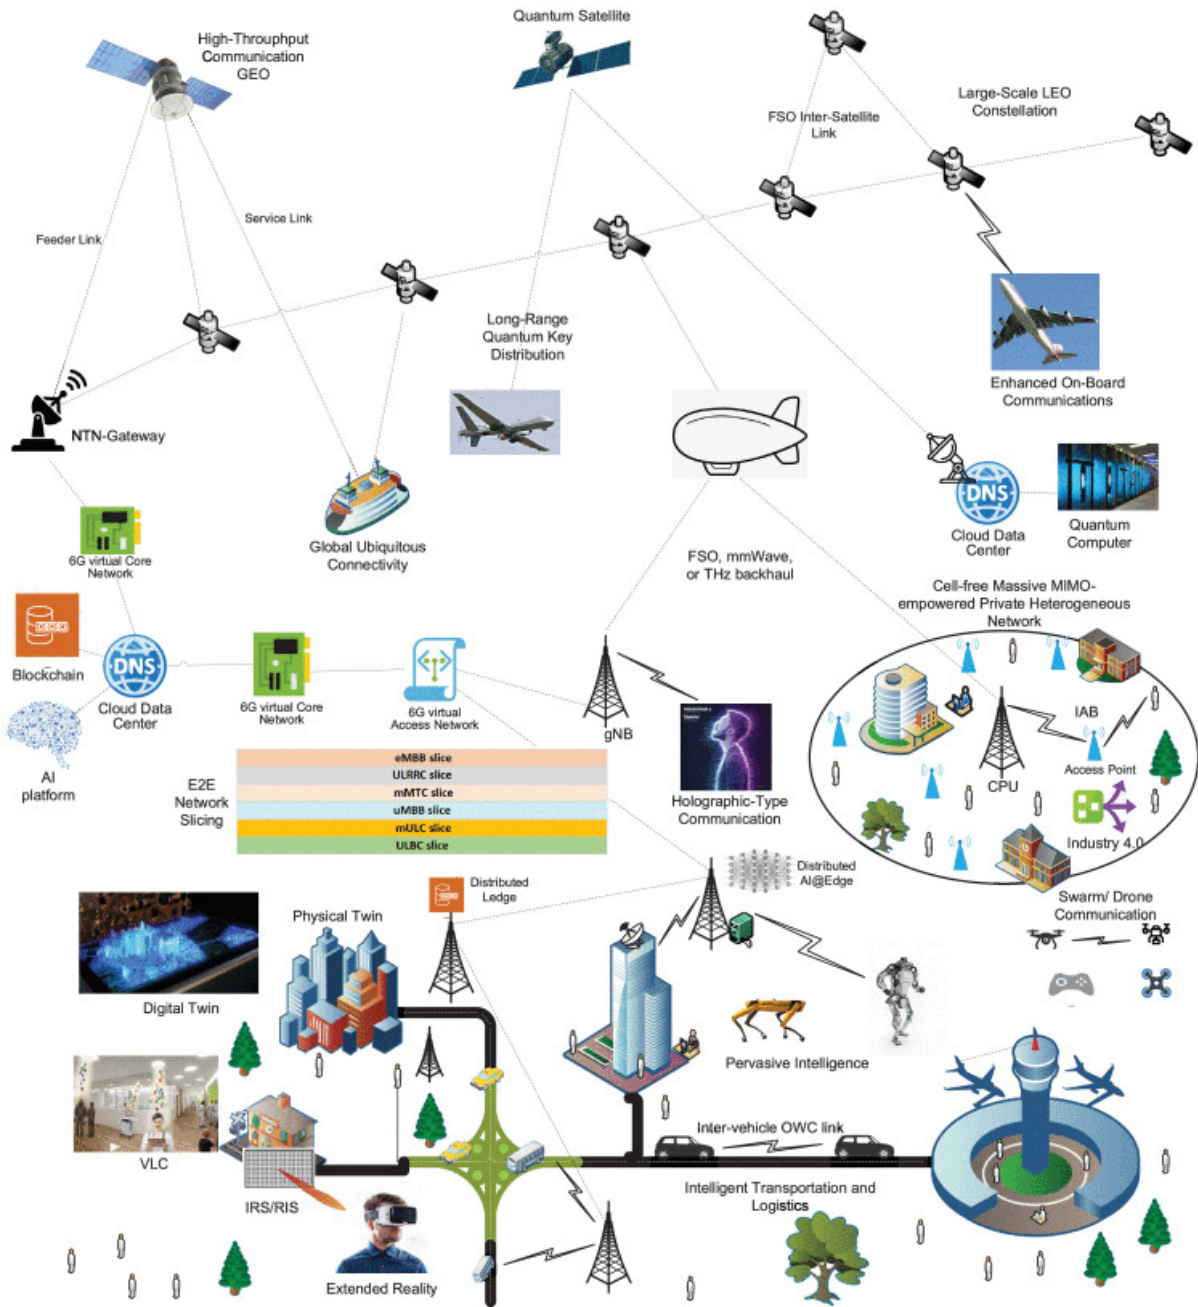 Quantum Satellite
High-Throuphput
Communication
GEO
Large-Scale LEO
Constellation
FSO Inter-Satellite
Link
Service Link
Feeder Link
Long-Range
Quantum Key
Distribution
Enhanced On-Board
Communications
NTN-Gateway
DNS
Cloud Data
Center
Quantum
Computer
Global Ubiquitous
Connectivity
6G virtual Core
Network
FSO, mmWave,
or THz backhaul
Cell-free Massive MIMO-
empowered Private Heterogeneous
Network
Blockchain
DNS
Cloud Data
Center
6G virtual Core
Network
6G virtual
Access Network
gNB
IAB
Access Point
CPU
Industry 4.0
AI
platform
E2E
Network
Slicing
eMBB slice
ULRRC slice
mMTC slice
uMBB slice
mULC slice
ULBC slice
Holographic-Type
Communication
Distributed
Ledge
Distributed
AI@Edge
Swarm/ Drone
Communication
Physical Twin
Digital Twin
Pervasive Intelligence
VLC
Inter-vehicle OWC link
IRS/RIS
Intelligent Transportation and
Logistics
Extended Reality